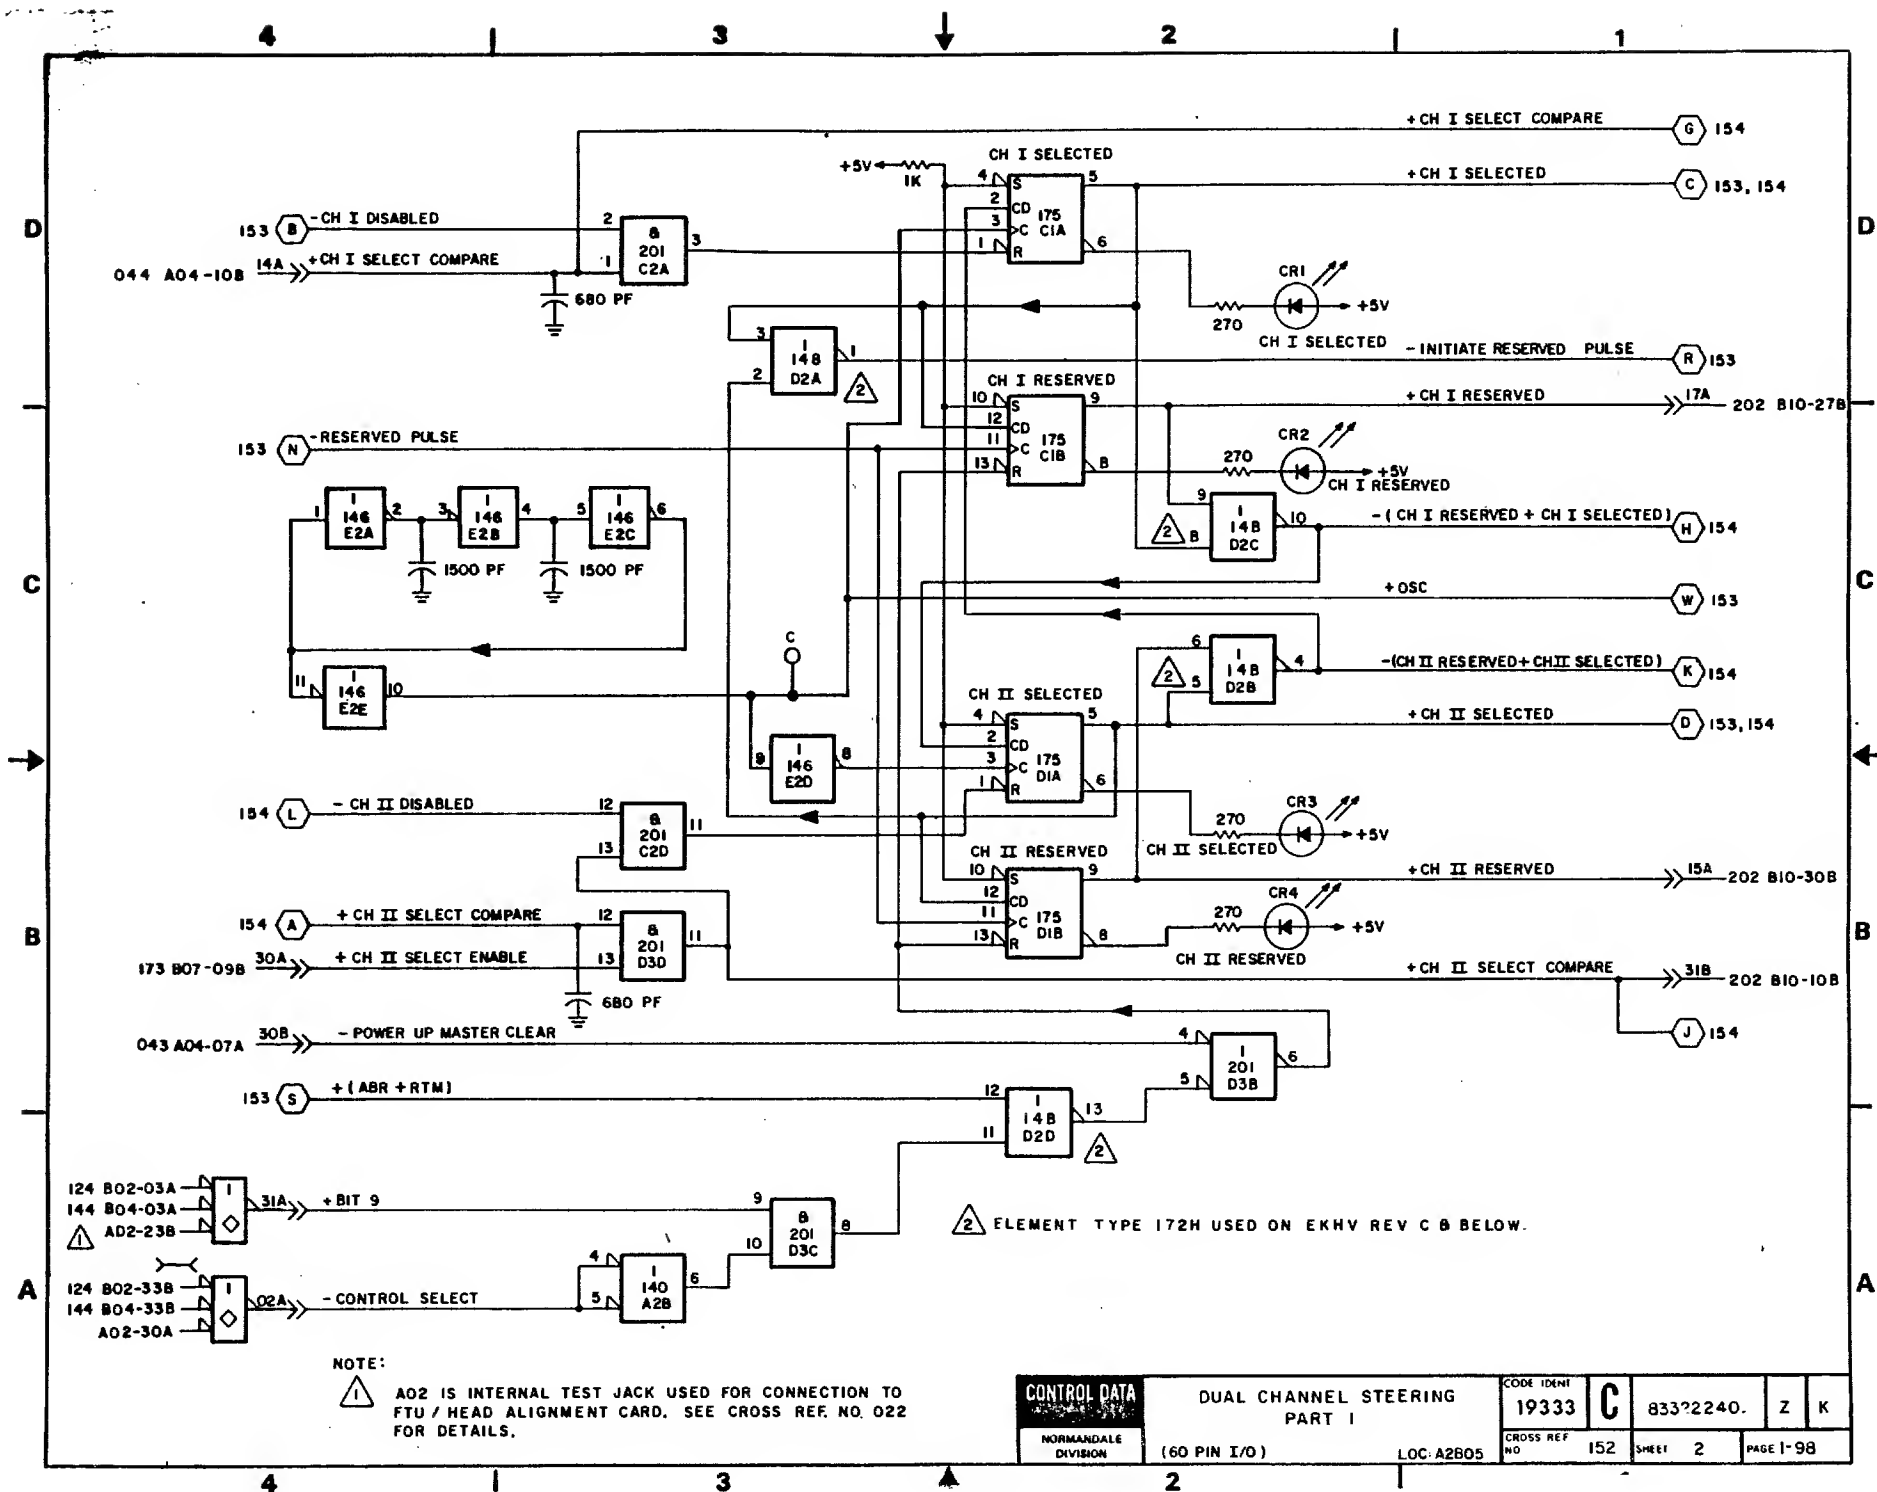 4 3 2 1
+ CH I SELECT COMPARE G 154
CH I SELECTED
+5V 1K
4 S 5 + CH I SELECTED C 153, 154
2 CD
3 C 175 C1A
1 R 6
D D
153 B - CH I DISABLED 2
& 201 C2A 3
044 A04-10B 14A + CH I SELECT COMPARE 1
680 PF
CR1
270 +5V
CH I SELECTED
3 1 148 D2A 1
2
2
- INITIATE RESERVED PULSE R 153
CH I RESERVED
10 S 9 + CH I RESERVED 17A 202 B10-27B
12 CD
11 C 175 C1B
13 R 8
153 N - RESERVED PULSE
CR2
270 +5V
CH I RESERVED
1 1 146 E2A 2
3 1 146 E2B 4
5 1 146 E2C 6
1500 PF 1500 PF
9 1 148 D2C 10
2 8
- ( CH I RESERVED + CH I SELECTED ) H 154
C C
+ OSC W 153
C
11 1 146 E2E 10
6 1 148 D2B 4
2 5
-(CH II RESERVED + CH II SELECTED) K 154
CH II SELECTED
4 S 5 + CH II SELECTED D 153, 154
2 CD
3 C 175 D1A
1 R 6
9 1 146 E2D 8
154 L - CH II DISABLED 12
& 201 C2D 11
13
CR3
270 +5V
CH II SELECTED
CH II RESERVED
10 S 9 + CH II RESERVED 15A 202 B10-30B
12 CD
11 C 175 D1B
13 R 8
CR4
270 +5V
CH II RESERVED
B B
154 A + CH II SELECT COMPARE 12
& 201 D3D 11
173 B07-09B 30A + CH II SELECT ENABLE 13
680 PF
+ CH II SELECT COMPARE 31B 202 B10-10B
J 154
043 A04-07A 30B - POWER UP MASTER CLEAR 4
1 201 D3B 6
5
153 S + ( ABR + RTM) 12
1 148 D2D 13
11
2
124 B02-03A
144 B04-03A
1 A02-23B
1 31A + BIT 9 9
& 201 D3C 8
10
2 ELEMENT TYPE 172H USED ON EKHV REV C & BELOW.
A A
124 B02-33B
144 B04-33B
A02-30A
1 02A - CONTROL SELECT
4 1 140 A2B 6
5
NOTE:
1 A02 IS INTERNAL TEST JACK USED FOR CONNECTION TO
FTU / HEAD ALIGNMENT CARD. SEE CROSS REF. NO. 022
FOR DETAILS.
CONTROL DATA
NORMANDALE
DIVISION
DUAL CHANNEL STEERING
PART 1
(60 PIN I/O) LOC: A2B05
CODE IDENT
19333 C Z K
CROSS REF
NO 152 SHEET 2 PAGE 1-98
4 3 2